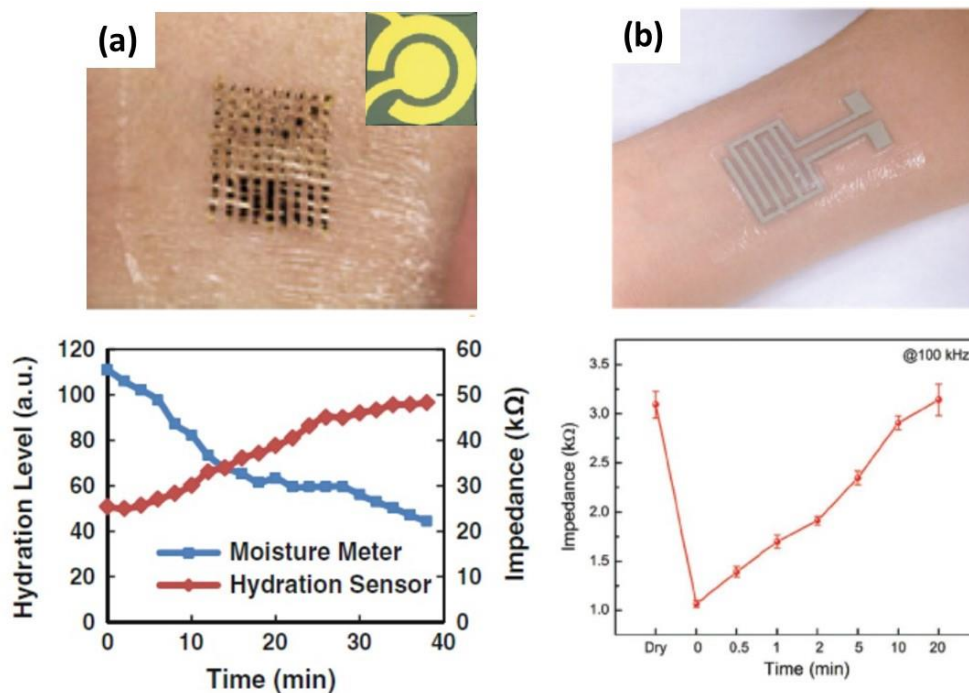 (a)
(b)
120
100
80
60
40
20
0
Hydration Level (a.u.)
60
50
40
30
20
10
0
Impedance (kΩ)
Moisture Meter
Hydration Sensor
0 10 20 30 40
Time (min)
@100 kHz
3.5
3.0
2.5
2.0
1.5
1.0
Impedance (kΩ)
Dry 0 0.5 1 2 5 10 20
Time (min)